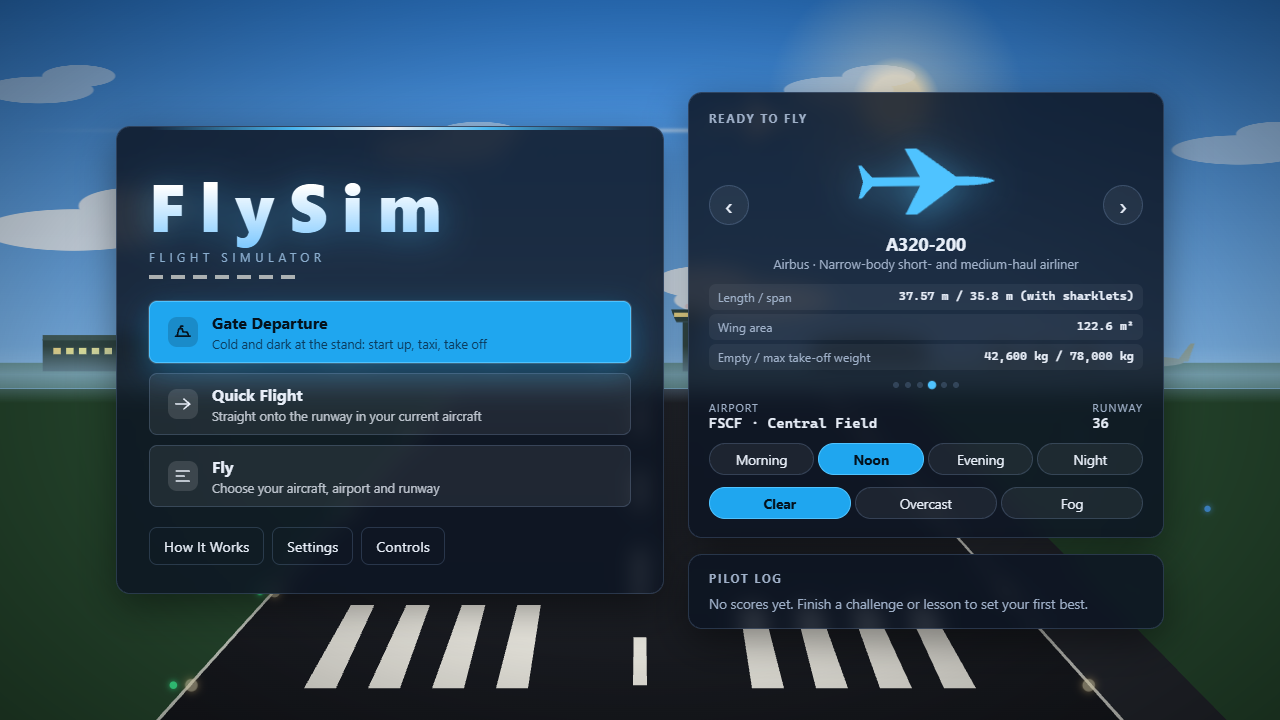 FlySim
FLIGHT SIMULATOR
Gate Departure
Cold and dark at the stand: start up, taxi, take off
Quick Flight
Straight onto the runway in your current aircraft
Fly
Choose your aircraft, airport and runway
How It Works
Settings
Controls
READY TO FLY
‹
›
A320-200
Airbus · Narrow-body short- and medium-haul airliner
Length / span 37.57 m / 35.8 m (with sharklets)
Wing area 122.6 m²
Empty / max take-off weight 42,600 kg / 78,000 kg
AIRPORT RUNWAY
FSCF · Central Field 36
Morning Noon Evening Night
Clear Overcast Fog
PILOT LOG
No scores yet. Finish a challenge or lesson to set your first best.